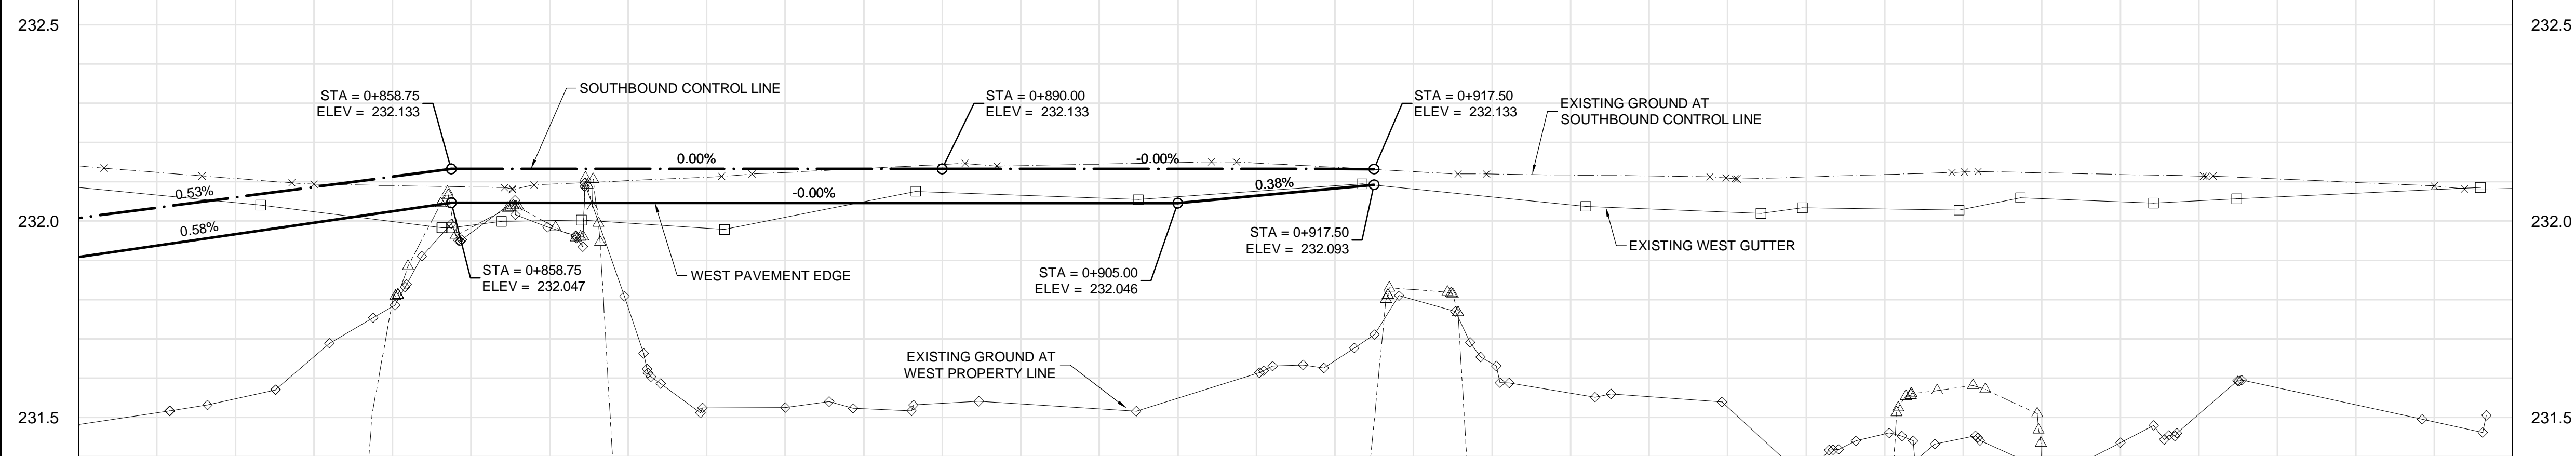 232.5
232.5
SOUTHBOUND CONTROL LINE
STA = 0+858.75
ELEV = 232.133
STA = 0+890.00
ELEV = 232.133
STA = 0+917.50
ELEV = 232.133
EXISTING GROUND AT
SOUTHBOUND CONTROL LINE
0.00%
-0.00%
0.53%
-0.00%
0.38%
232.0
232.0
0.58%
STA = 0+917.50
ELEV = 232.093
EXISTING WEST GUTTER
STA = 0+858.75
ELEV = 232.047
WEST PAVEMENT EDGE
STA = 0+905.00
ELEV = 232.046
EXISTING GROUND AT
WEST PROPERTY LINE
231.5
231.5